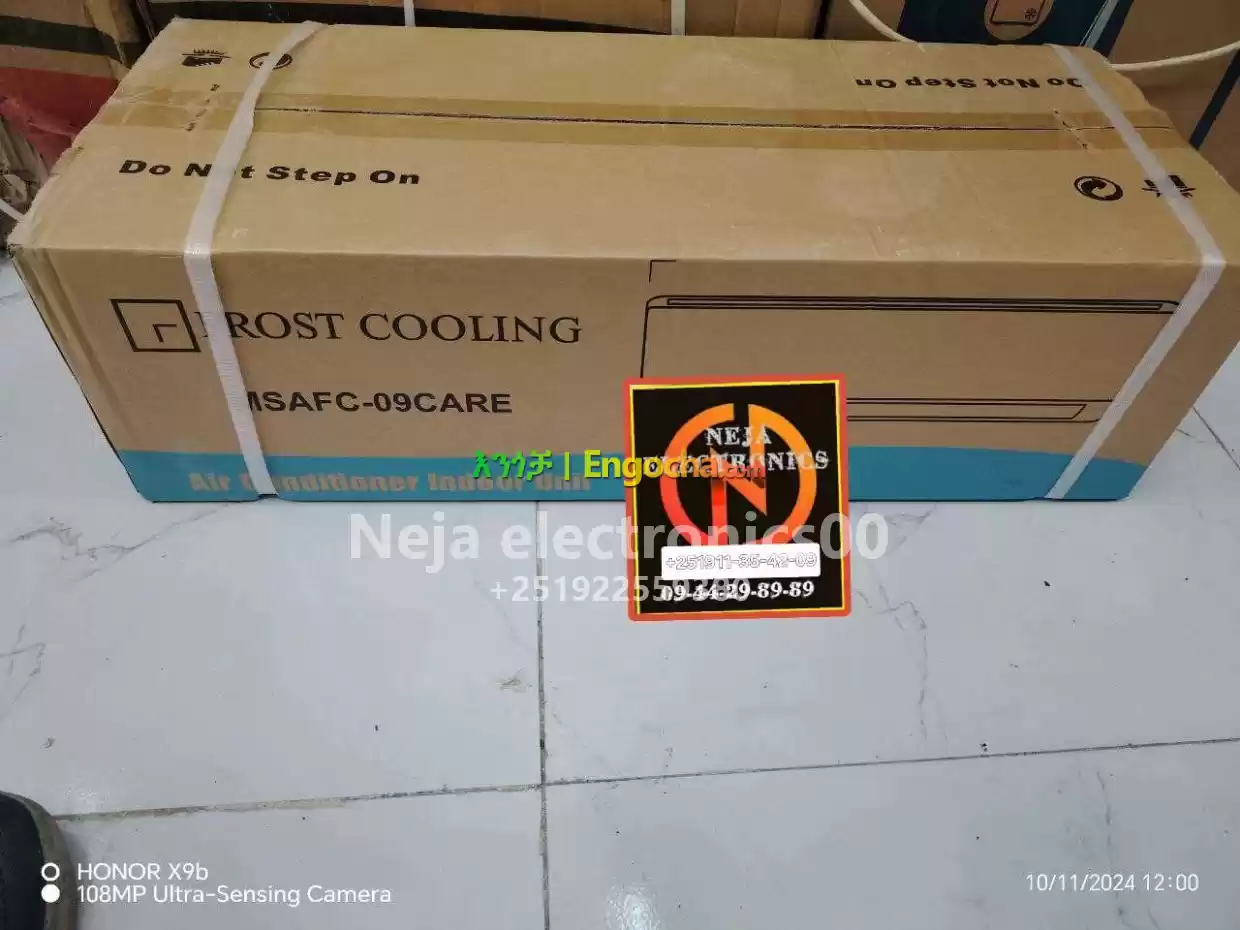 Do Not Step On
Do Not Step On
FROST COOLING
MSAFC-09CARE
Air Conditioner Indoor Unit
NEJA
ELECTRONICS
እንጎቻ | Engocha.com
Neja electronics00
+251911-35-42-09
09-44-29-89-89
HONOR X9b
108MP Ultra-Sensing Camera
10/11/2024 12:00